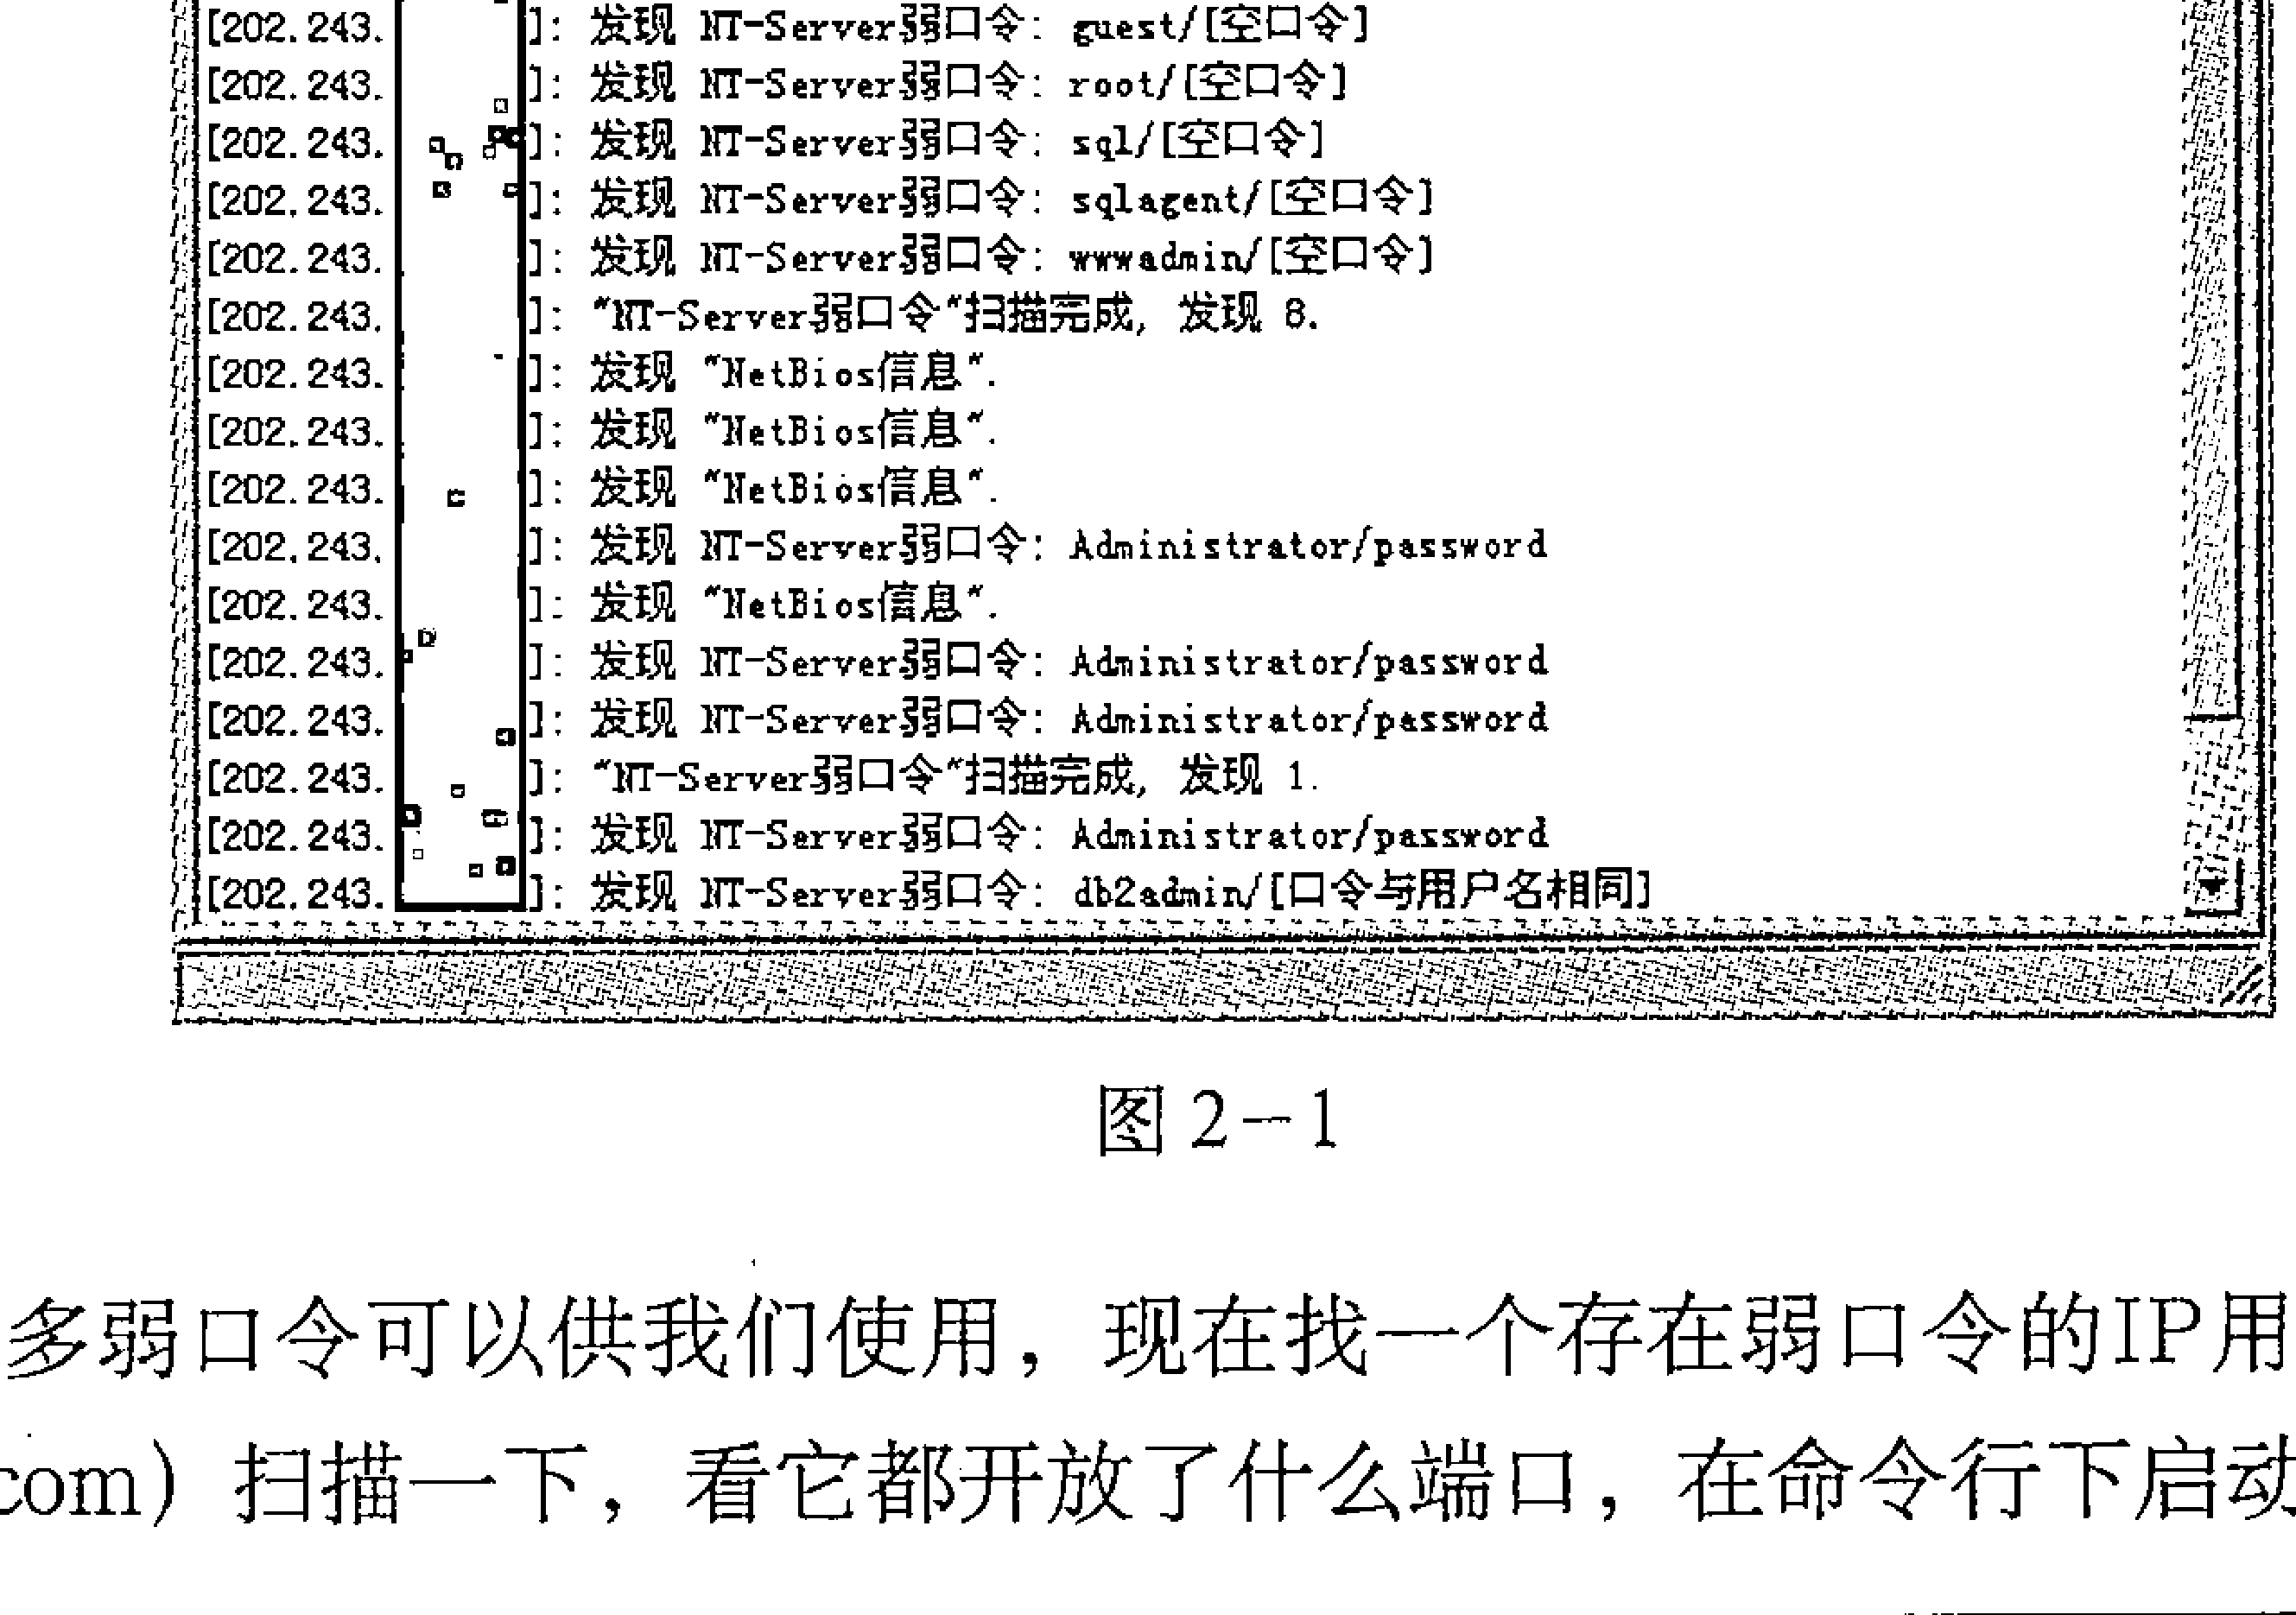 [202.243. ]: 发现 NT-Server弱口令: guest/[空口令]
[202.243. ]: 发现 NT-Server弱口令: root/[空口令]
[202.243. ]: 发现 NT-Server弱口令: sql/[空口令]
[202.243. ]: 发现 NT-Server弱口令: sqlagent/[空口令]
[202.243. ]: 发现 NT-Server弱口令: wwwadmin/[空口令]
[202.243. ]: "NT-Server弱口令"扫描完成, 发现 8.
[202.243. ]: 发现 "NetBios信息".
[202.243. ]: 发现 "NetBios信息".
[202.243. ]: 发现 "NetBios信息".
[202.243. ]: 发现 NT-Server弱口令: Administrator/password
[202.243. ]: 发现 "NetBios信息".
[202.243. ]: 发现 NT-Server弱口令: Administrator/password
[202.243. ]: 发现 NT-Server弱口令: Administrator/password
[202.243. ]: "NT-Server弱口令"扫描完成, 发现 1.
[202.243. ]: 发现 NT-Server弱口令: Administrator/password
[202.243. ]: 发现 NT-Server弱口令: db2admin/[口令与用户名相同]
图 2－1
多弱口令可以供我们使用，现在找一个存在弱口令的IP用
com) 扫描一下，看它都开放了什么端口，在命令行下启动